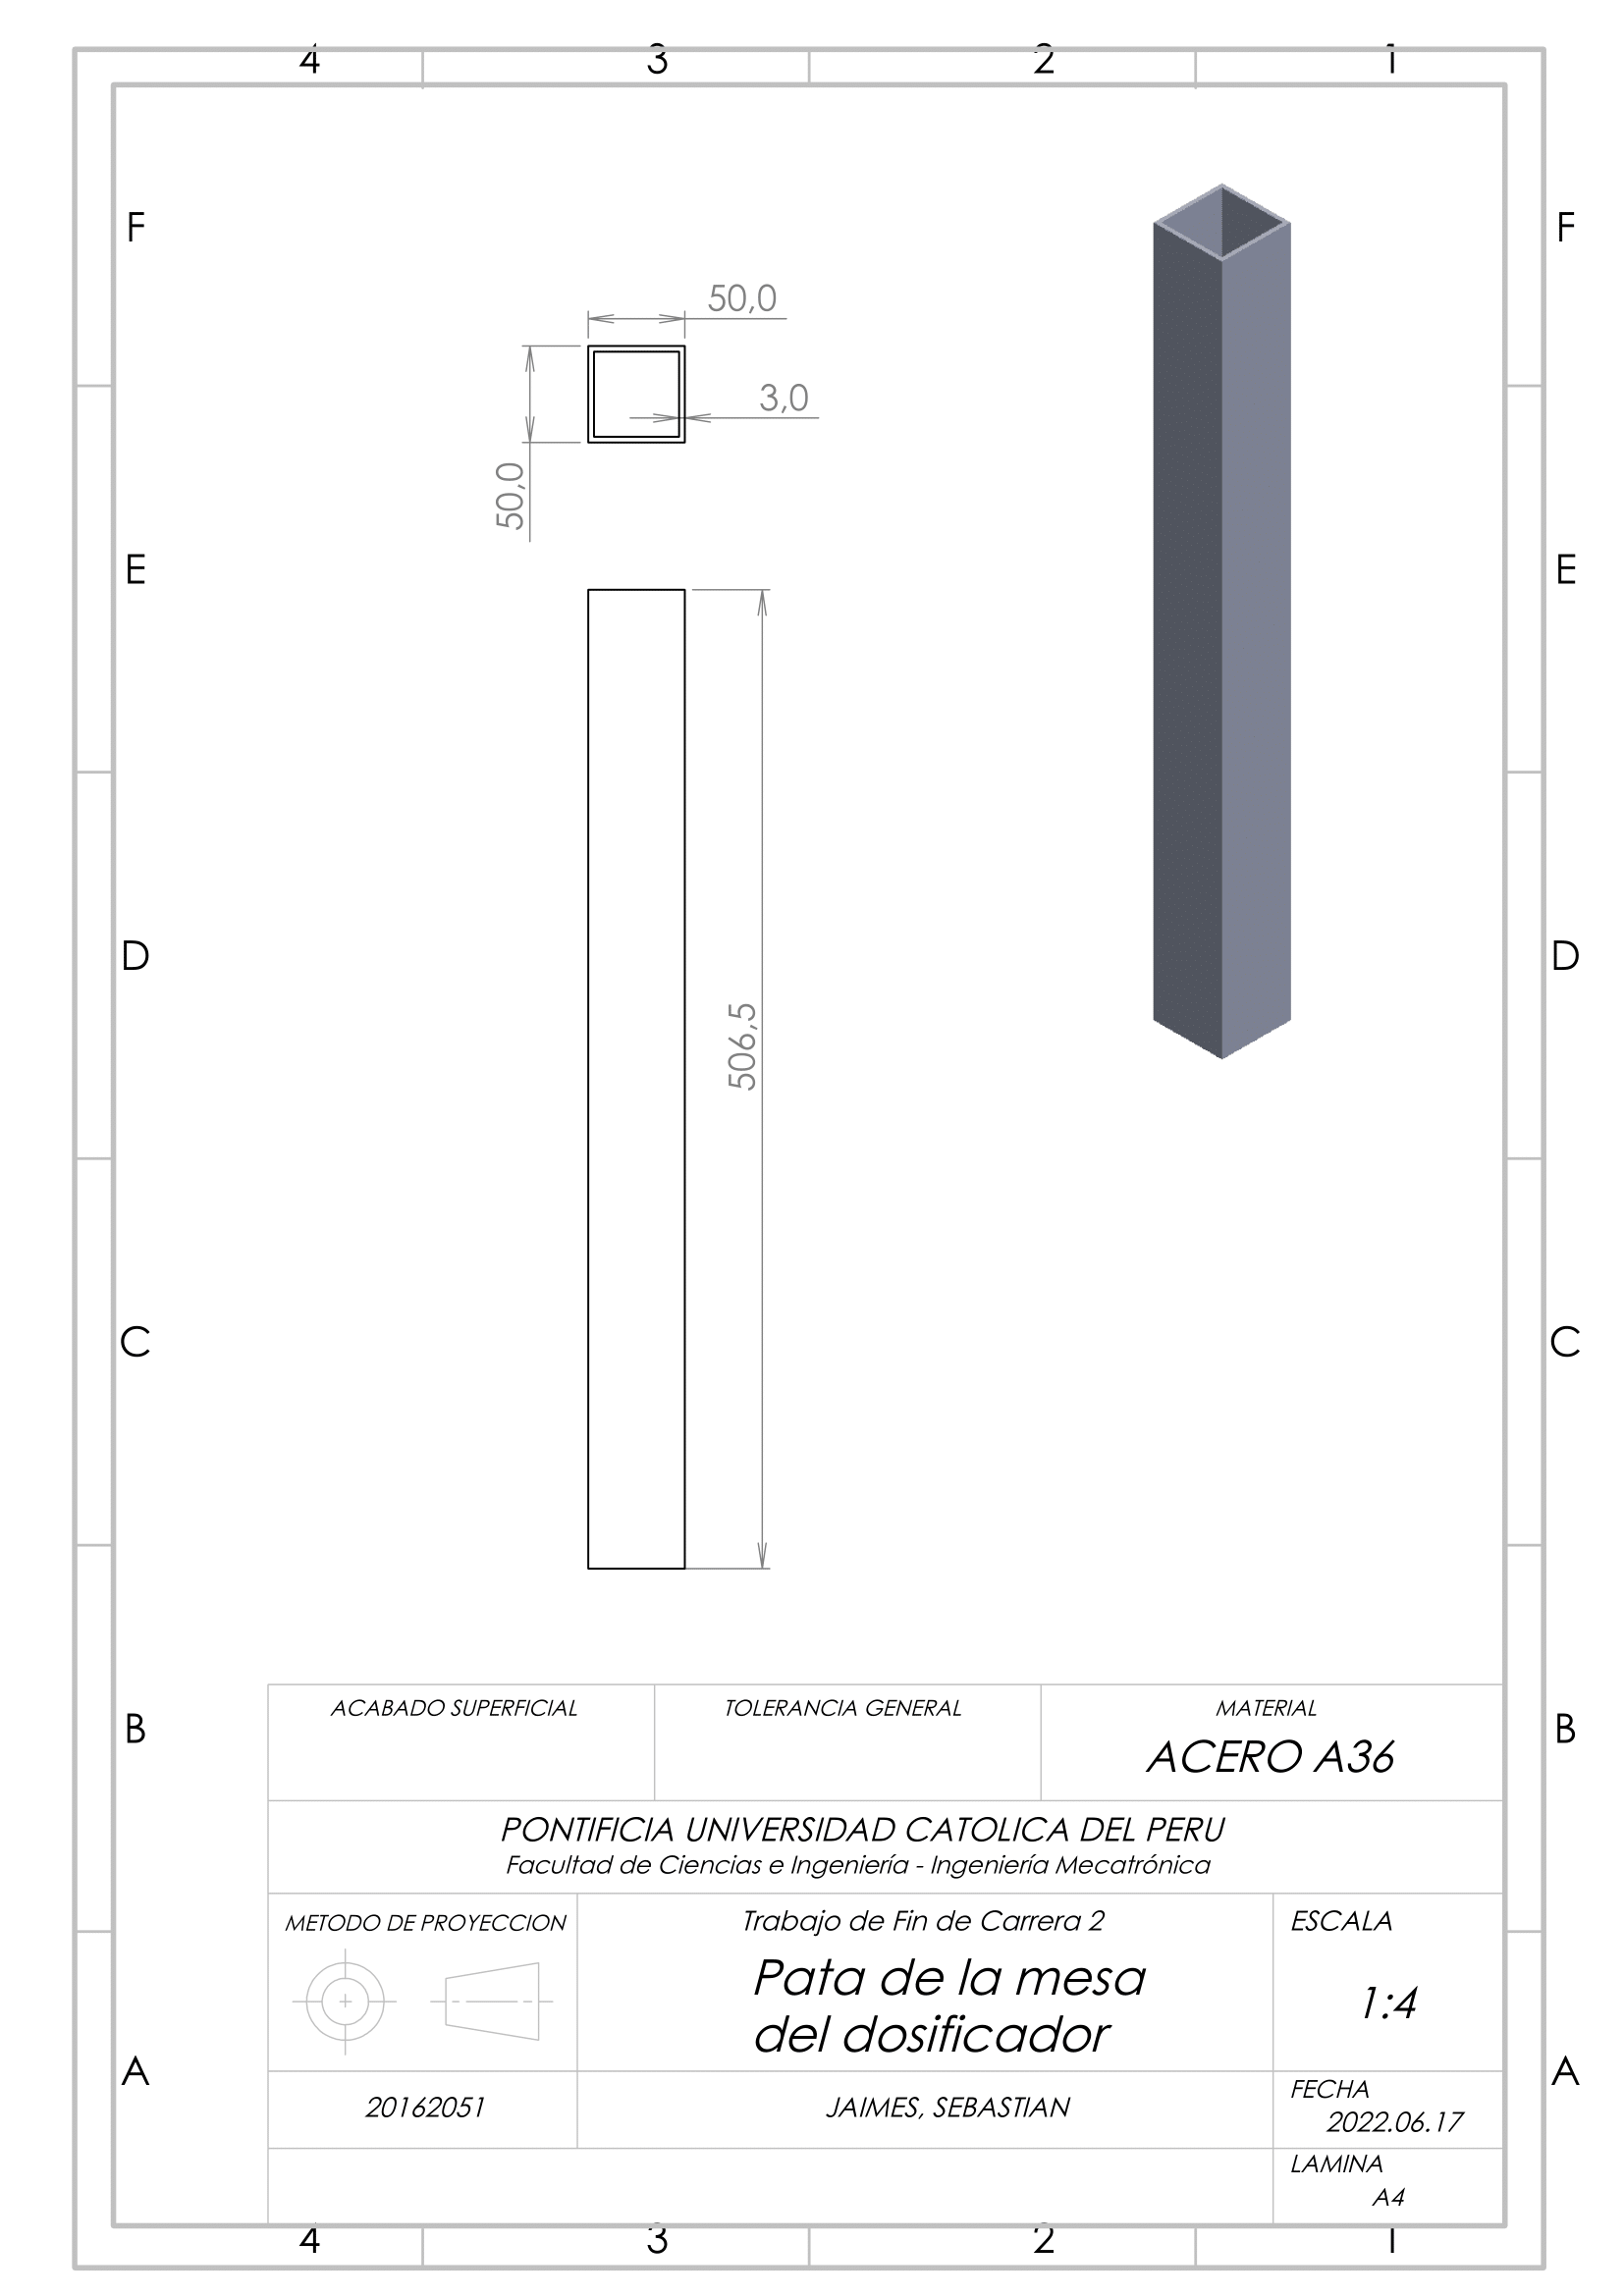 4 3 2 1
F F
50,0
3,0
50,0
E E
D D
506,5
C C
ACABADO SUPERFICIAL
TOLERANCIA GENERAL
MATERIAL
ACERO A36
B B
PONTIFICIA UNIVERSIDAD CATOLICA DEL PERU
Facultad de Ciencias e Ingeniería - Ingeniería Mecatrónica
METODO DE PROYECCION
Trabajo de Fin de Carrera 2
Pata de la mesa
del dosificador
ESCALA
1:4
A A
20162051
JAIMES, SEBASTIAN
FECHA
2022.06.17
LAMINA
A4
4 3 2 1